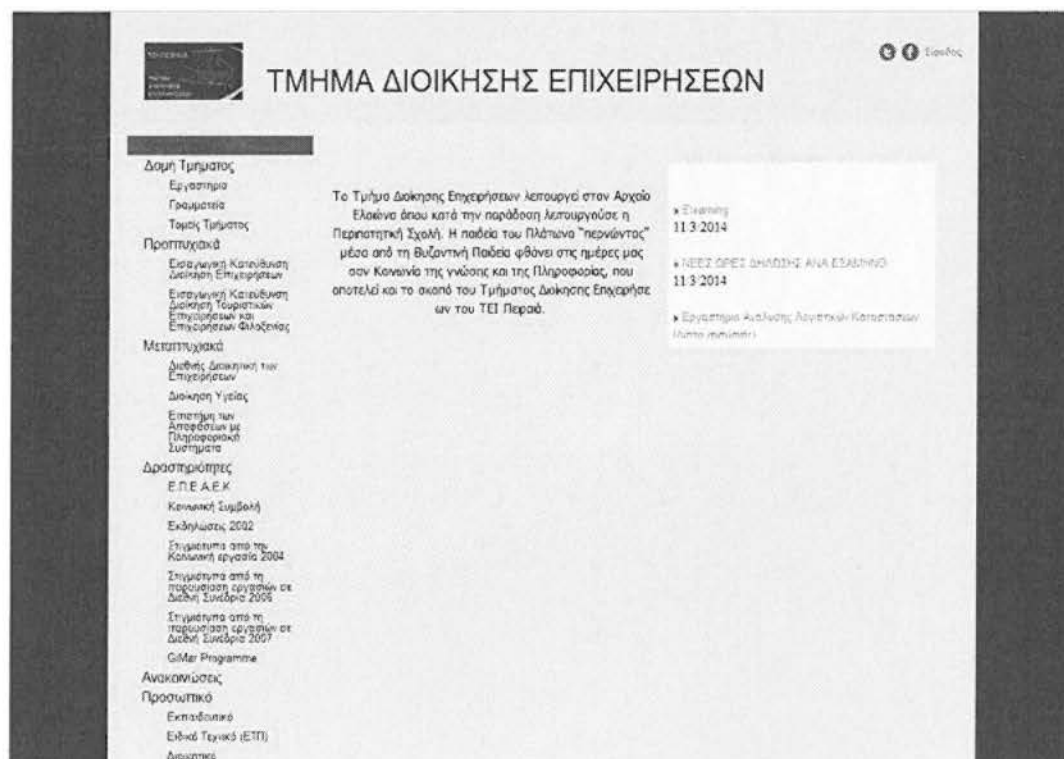 Είσοδος
ΤΜΗΜΑ ΔΙΟΙΚΗΣΗΣ ΕΠΙΧΕΙΡΗΣΕΩΝ
Δομή Τμήματος
Εργαστήρια
Γραμματεία
Τομείς Τμήματος
Προπτυχιακά
Εισαγωγική Κατεύθυνση
Διοίκηση Επιχειρήσεων
Εισαγωγική Κατεύθυνση
Διοίκηση Τουριστικών
Επιχειρήσεων και
Επιχειρήσεων Φιλοξενίας
Μεταπτυχιακά
Διεθνής Διοικητική των
Επιχειρήσεων
Διοίκηση Υγείας
Επιστήμη των
Αποφάσεων με
Πληροφοριακά
Συστήματα
Δραστηριότητες
Ε.Π.Ε.Α.Ε.Κ
Κοινωνική Συμβολή
Εκδηλώσεις 2002
Στιγμιότυπα από την
Κοινωνική εργασία 2004
Στιγμιότυπα από τη
παρουσίαση εργασιών σε
Διεθνή Συνέδρια 2006
Στιγμιότυπα από τη
παρουσίαση εργασιών σε
Διεθνή Συνέδρια 2007
GiMar Programme
Ανακοινώσεις
Προσωπικό
Εκπαιδευτικό
Ειδικό Τεχνικό (ΕΤΠ)
Διοικητικό
Το Τμήμα Διοίκησης Επιχειρήσεων λειτουργεί στον Αρχαίο
Ελαιώνα όπου κατά την παράδοση λειτουργούσε η
Περιπατητική Σχολή. Η παιδεία του Πλάτωνα "περνώντας"
μέσα από τη Βυζαντινή Παιδεία φθάνει στις ημέρες μας
σαν Κοινωνία της γνώσης και της Πληροφορίας, που
αποτελεί και το σκοπό του Τμήματος Διοίκησης Επιχειρήσε
ων του ΤΕΙ Πειραιά.
Elearning
11 3 2014
ΝΕΕΣ ΩΡΕΣ ΔΗΛΩΣΗΣ ΑΝΑ ΕΞΑΜΗΝΟ
11 3 2014
Εργαστήριο Ανάλυσης Λογιστικών Καταστάσεων